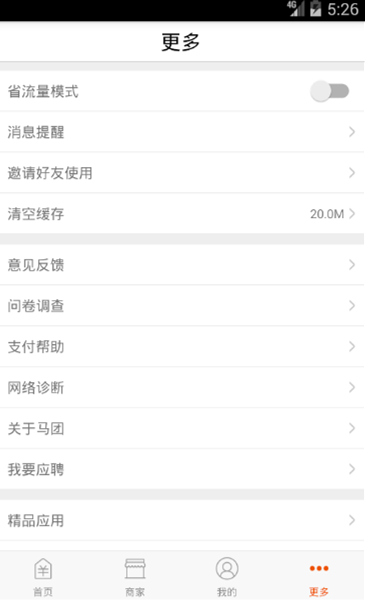 4G 5:26
更多
省流量模式
消息提醒
邀请好友使用
清空缓存 20.0M
意见反馈
问卷调查
支付帮助
网络诊断
关于马团
我要应聘
精品应用
首页 商家 我的 更多